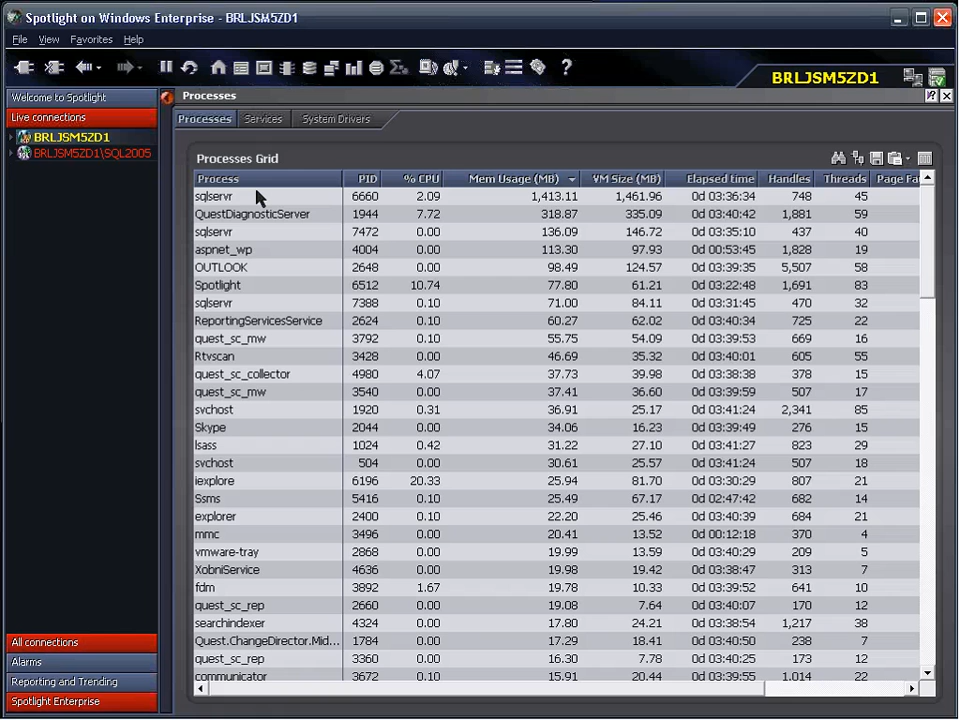 Spotlight on Windows Enterprise - BRLJSM5ZD1
File View Favorites Help
BRLJSM5ZD1
Welcome to Spotlight
Live connections
BRLJSM5ZD1
BRLJSM5ZD1\SQL2005
Processes
Processes Services System Drivers
Processes Grid
Process PID % CPU Mem Usage (MB) VM Size (MB) Elapsed time Handles Threads Page Fau
sqlservr 6660 2.09 1,413.11 1,461.96 0d 03:36:34 748 45
QuestDiagnosticServer 1944 7.72 318.87 335.09 0d 03:40:42 1,881 59
sqlservr 7472 0.00 136.09 146.72 0d 03:35:10 437 40
aspnet_wp 4004 0.00 113.30 97.93 0d 00:53:45 1,828 19
OUTLOOK 2648 0.00 98.49 124.57 0d 03:39:35 5,507 58
Spotlight 6512 10.74 77.80 61.21 0d 03:22:48 1,691 83
sqlservr 7388 0.10 71.00 84.11 0d 03:31:45 470 32
ReportingServicesService 2624 0.10 60.27 62.02 0d 03:40:34 725 22
quest_sc_mw 3792 0.10 55.75 54.09 0d 03:39:53 669 16
Rtvscan 3428 0.00 46.69 35.32 0d 03:40:01 605 55
quest_sc_collector 4980 4.07 37.73 39.98 0d 03:38:38 378 15
quest_sc_mw 3540 0.00 37.41 36.60 0d 03:39:59 507 17
svchost 1920 0.31 36.91 25.17 0d 03:41:24 2,341 85
Skype 2044 0.00 34.06 16.23 0d 03:39:49 276 15
lsass 1024 0.42 31.22 27.10 0d 03:41:27 823 29
svchost 504 0.00 30.61 25.57 0d 03:41:24 507 18
iexplore 6196 20.33 25.94 81.70 0d 03:29:30 807 21
Ssms 5416 0.10 25.49 67.17 0d 02:47:42 682 14
explorer 2400 0.10 22.20 25.46 0d 03:40:39 684 21
mmc 3496 0.00 20.41 13.52 0d 00:12:18 370 4
vmware-tray 2868 0.00 19.99 13.59 0d 03:40:29 209 5
XobniService 4636 0.00 19.98 19.42 0d 03:38:47 313 7
fdm 3892 1.67 19.78 10.33 0d 03:39:52 641 10
quest_sc_rep 2660 0.00 19.08 7.64 0d 03:40:07 170 12
searchindexer 4324 0.00 17.80 24.21 0d 03:38:54 1,217 38
Quest.ChangeDirector.Mid... 1784 0.00 17.29 18.41 0d 03:40:50 238 7
quest_sc_rep 3360 0.00 16.30 7.78 0d 03:40:25 173 12
communicator 3672 0.10 15.91 20.44 0d 03:39:55 1,014 22
All connections
Alarms
Reporting and Trending
Spotlight Enterprise